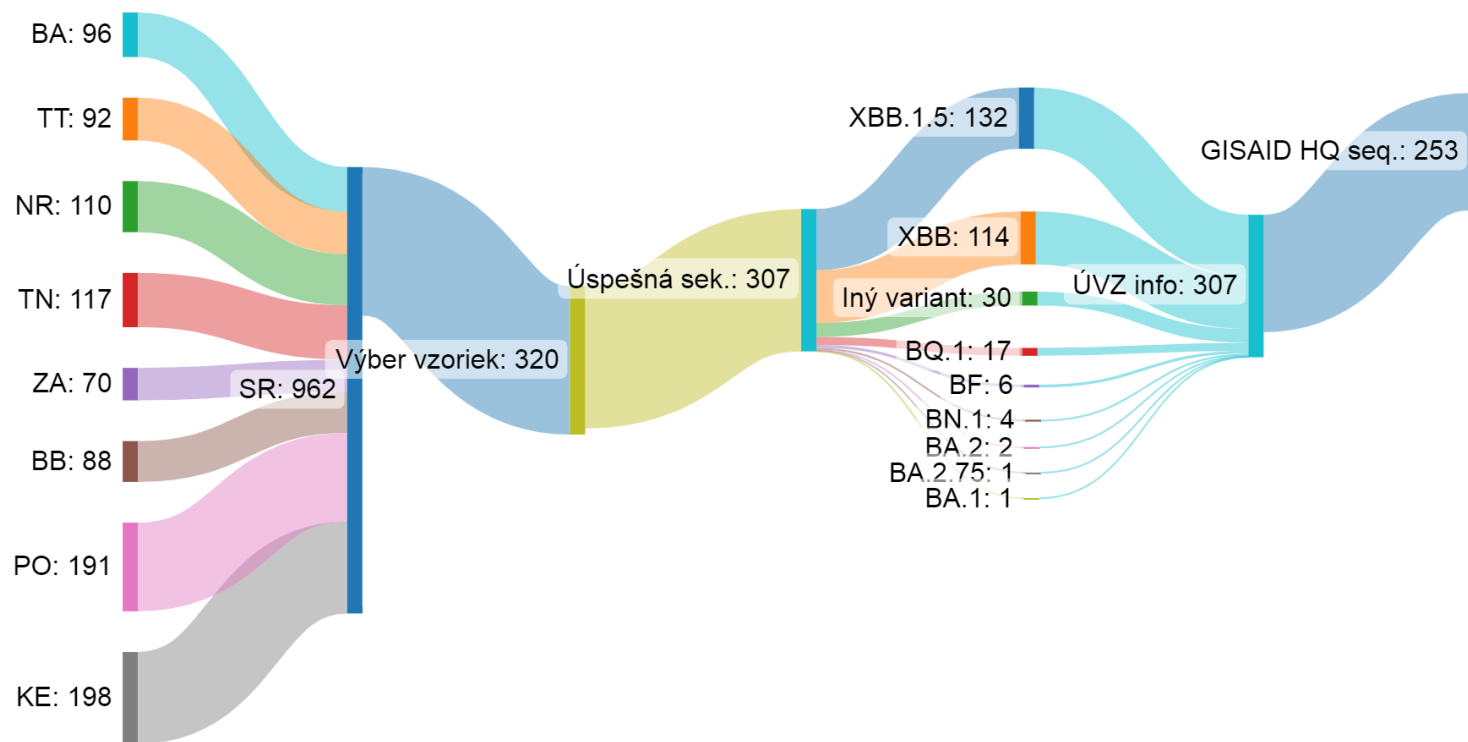 BA: 96
TT: 92
NR: 110
TN: 117
ZA: 70
BB: 88
PO: 191
KE: 198
SR: 962
Výber vzoriek: 320
Úspešná sek.: 307
XBB.1.5: 132
XBB: 114
Iný variant: 30
BQ.1: 17
BF: 6
BN.1: 4
BA.2: 2
BA.2.75: 1
BA.1: 1
ÚVZ info: 307
GISAID HQ seq.: 253